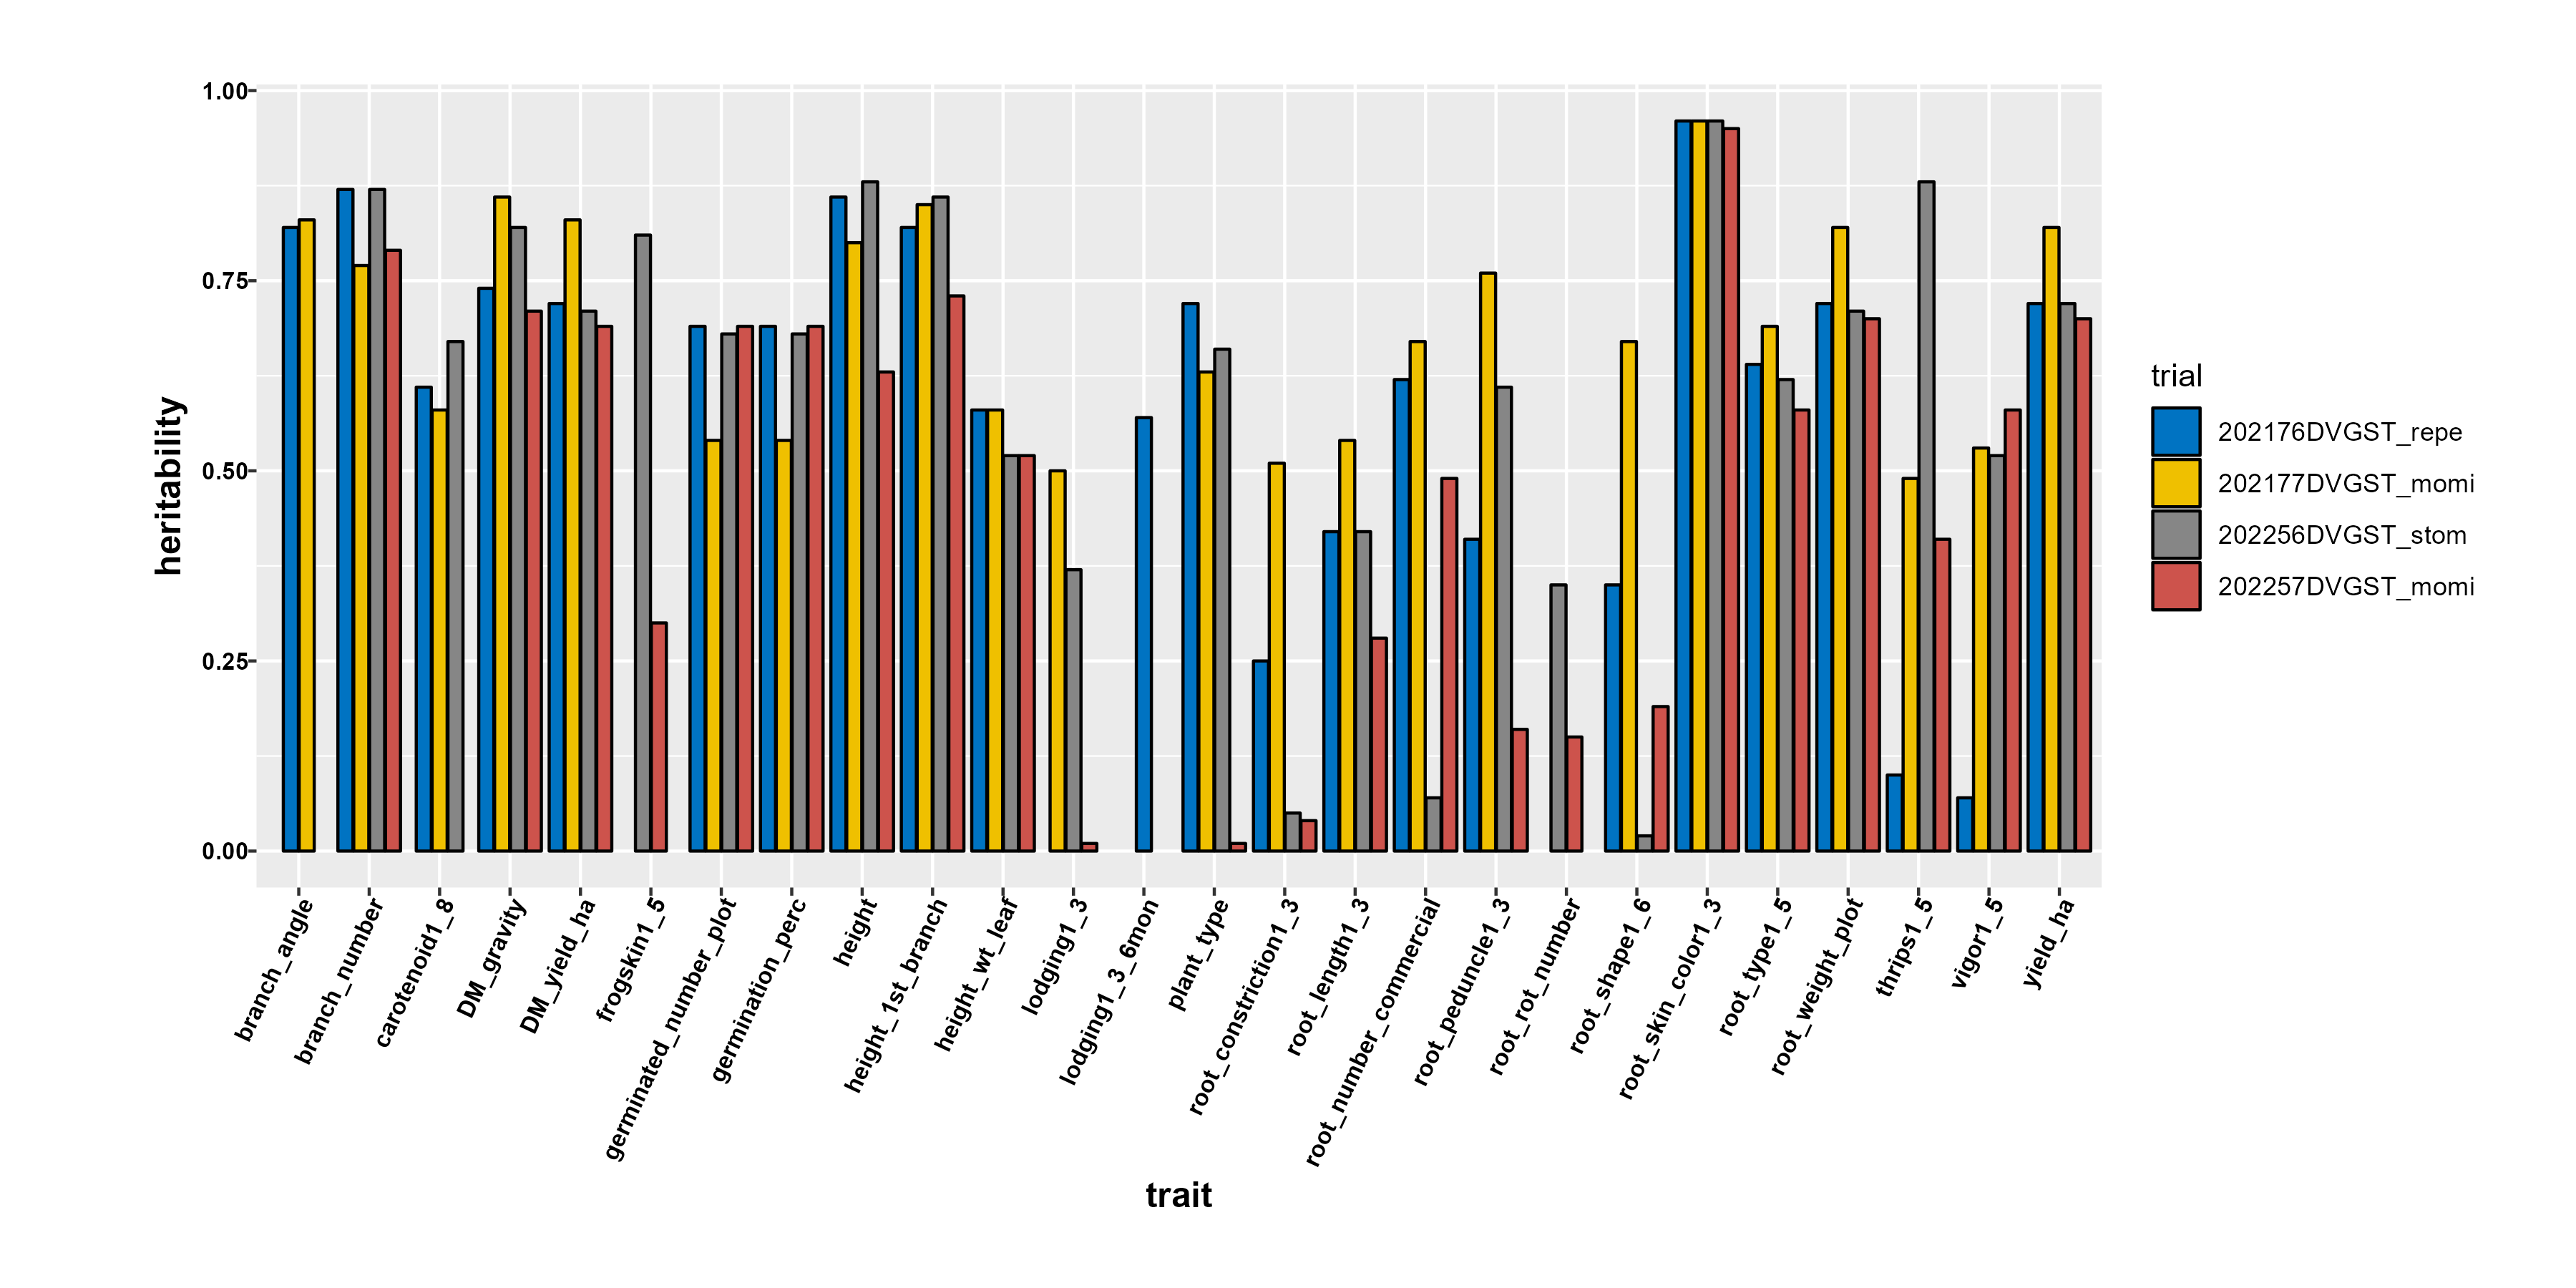 1.00
0.75
0.50
0.25
0.00
heritability
branch_angle
branch_number
carotenoid1_8
DM_gravity
DM_yield_ha
frogskin1_5
germinated_number_plot
germination_perc
height
height_1st_branch
height_wt_leaf
lodging1_3
lodging1_3_6mon
plant_type
root_constriction1_3
root_length1_3
root_number_commercial
root_peduncle1_3
root_rot_number
root_shape1_6
root_skin_color1_3
root_type1_5
root_weight_plot
thrips1_5
vigor1_5
yield_ha
trait
trial
202176DVGST_repe
202177DVGST_momi
202256DVGST_stom
202257DVGST_momi